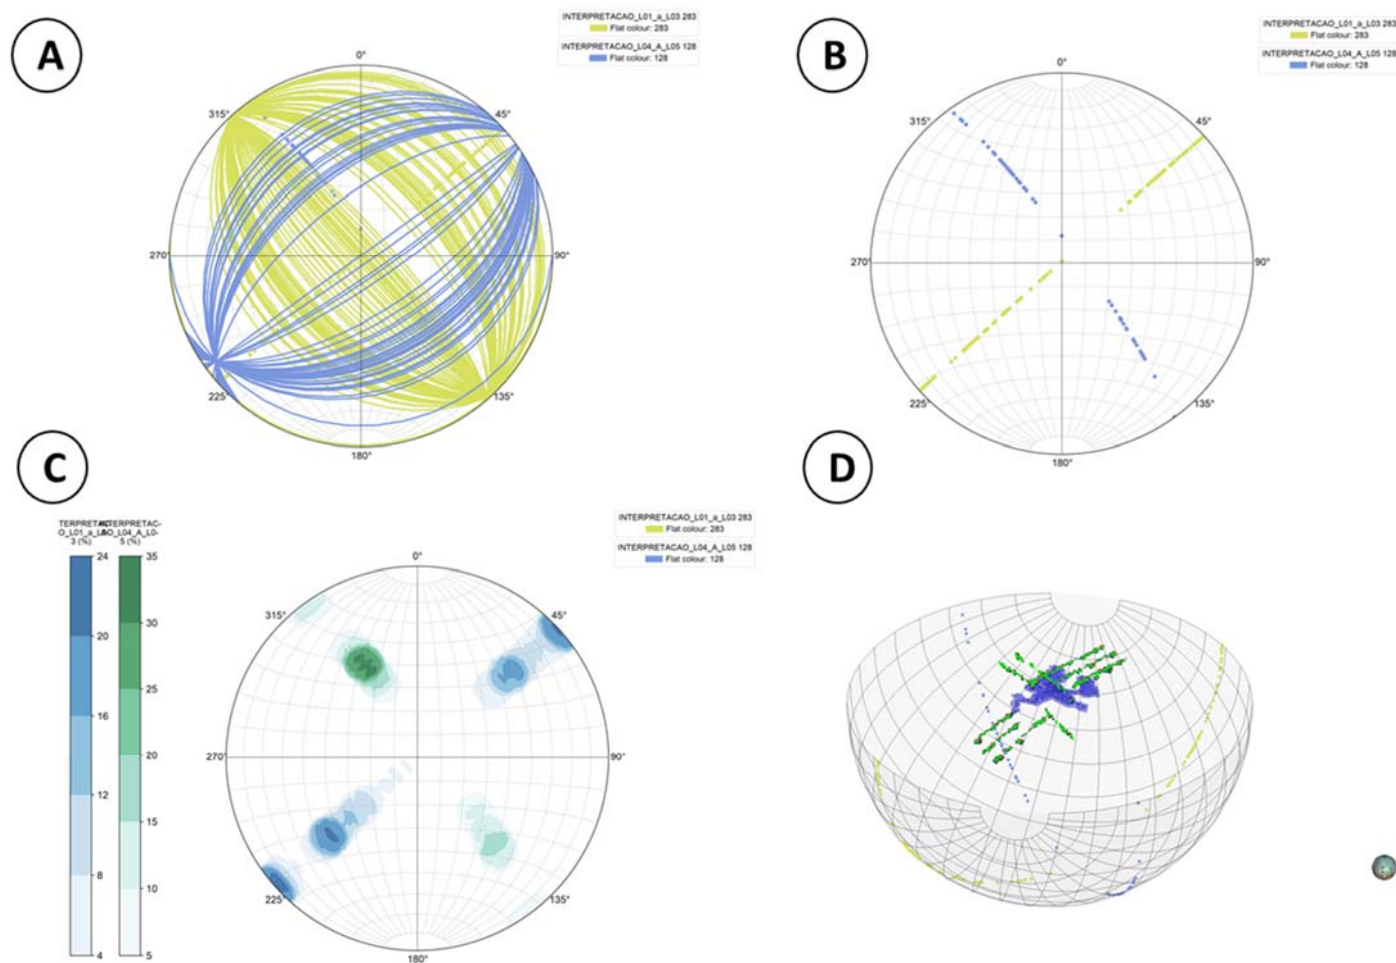 A
INTERPRETACAO_L01_a_L03 283
Flat colour: 283
INTERPRETACAO_L04_A_L05 128
Flat colour: 128
0°
45°
90°
135°
180°
225°
270°
315°
B
INTERPRETACAO_L01_a_L03 283
Flat colour: 283
INTERPRETACAO_L04_A_L05 128
Flat colour: 128
0°
45°
90°
135°
180°
225°
270°
315°
C
3 (%)
24
20
16
12
8
4
5 (%)
35
30
25
20
15
10
5
INTERPRETACAO_L01_a_L03 283
Flat colour: 283
INTERPRETACAO_L04_A_L05 128
Flat colour: 128
0°
45°
90°
135°
180°
225°
270°
315°
D